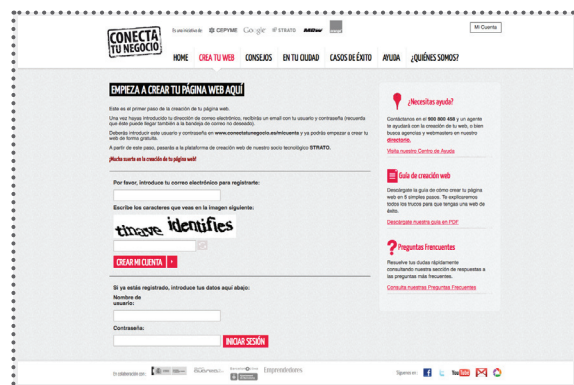 CONECTA
TU NEGOCIO
Es una iniciativa de:
CEPYME
Google
STRATO
MDW
Mi Cuenta
HOME CREA TU WEB CONSEJOS EN TU CIUDAD CASOS DE ÉXITO AYUDA ¿QUIÉNES SOMOS?
EMPIEZA A CREAR TU PÁGINA WEB AQUÍ
Este es el primer paso de la creación de tu página web.
Una vez hayas introducido tu dirección de correo electrónico, recibirás un email con tu usuario y contraseña (recuerda
que éste puede llegar también a la bandeja de correo no deseado).
Deberás introducir este usuario y contraseña en www.conectatunegocio.es/micuenta y ya podrás empezar a crear tu
web de forma gratuita.
A partir de este paso, pasarás a la plataforma de creación web de nuestro socio tecnológico STRATO.
¡Mucha suerte en la creación de tu página web!
Por favor, introduce tu correo electrónico para registrarte:
Escribe los caracteres que veas en la imagen siguiente:
identifies
CREAR MI CUENTA
Si ya estás registrado, introduce tus datos aquí abajo:
Nombre de
usuario:
Contraseña:
INICIAR SESIÓN
¿Necesitas ayuda?
Contáctanos en el 900 800 458 y un agente
te ayudará con la creación de tu web, o bien
busca agencias y webmasters en nuestro
directorio.
Visita nuestro Centro de Ayuda
Guía de creación web
Descárgate la guía de cómo crear tu página
web en 6 simples pasos. Te explicaremos
todos los trucos para que tengas una web de
éxito.
Descárgate nuestra guía en PDF
Preguntas Frencuentes
Resuelve tus dudas rápidamente
consultando nuestra sección de respuestas a
las preguntas más frecuentes.
Consulta nuestras Preguntas Frecuentes
En colaboración con:
Emprendedores
Síguenos en:
YouTube